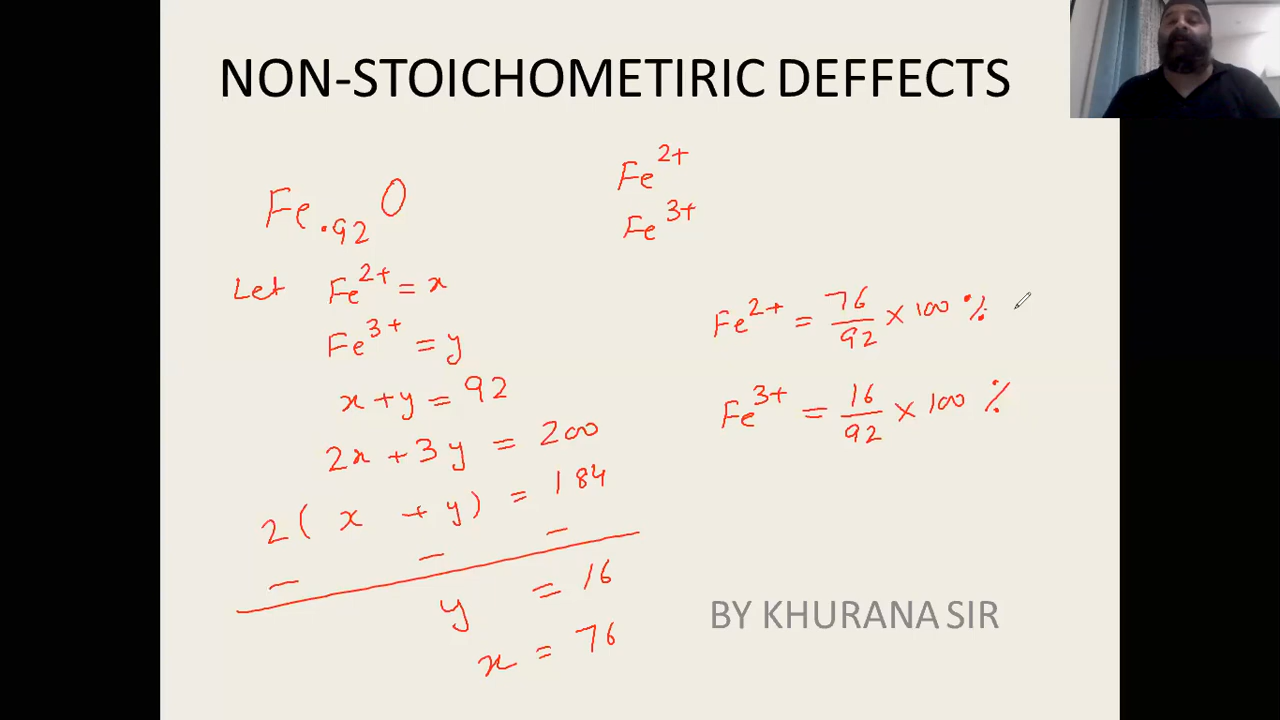 NON-STOICHOMETIRIC DEFFECTS
Fe.92O
Fe2+
Fe3+
Let Fe2+ = x
Fe3+ = y
x + y = 92
2x + 3y = 200
2(x + y) = 184
- - -
y = 16
x = 76
Fe2+ = 76/92 × 100 %
Fe3+ = 16/92 × 100 %
BY KHURANA SIR